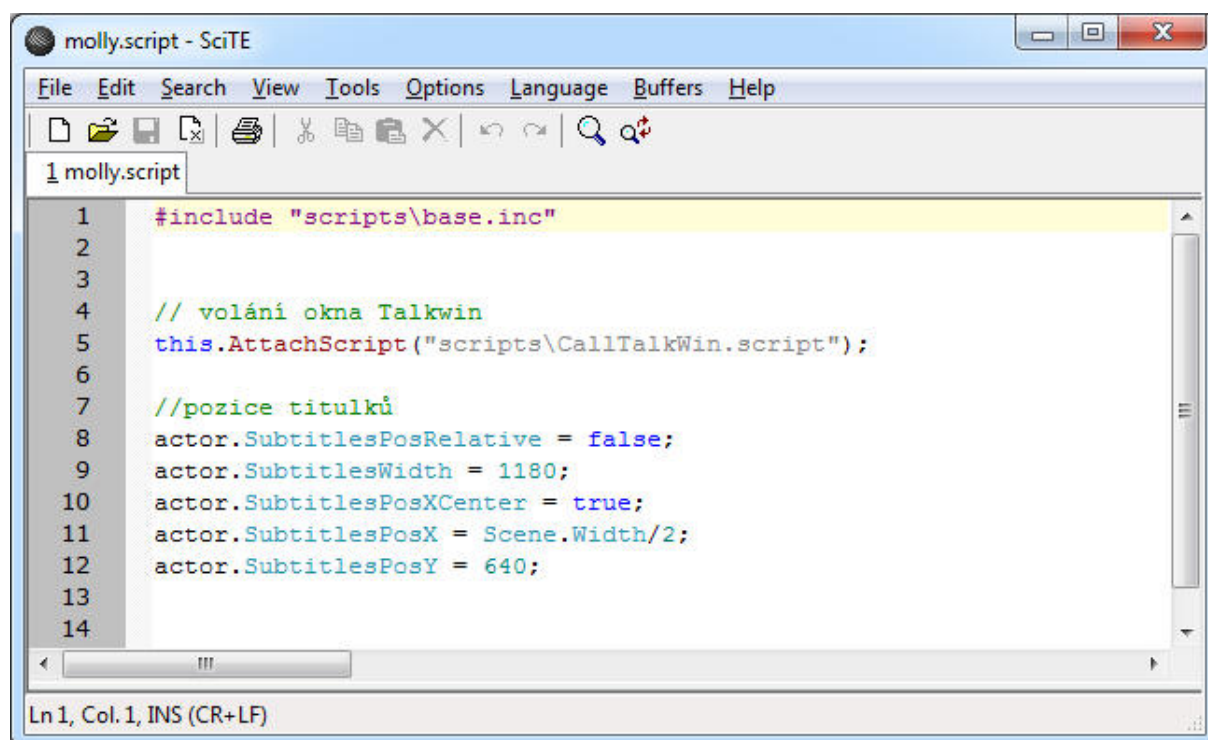 molly.script - SciTE
File Edit Search View Tools Options Language Buffers Help
1 molly.script
1 #include "scripts\base.inc"
2
3
4 // volání okna Talkwin
5 this.AttachScript("scripts\CallTalkWin.script");
6
7 //pozice titulků
8 actor.SubtitlesPosRelative = false;
9 actor.SubtitlesWidth = 1180;
10 actor.SubtitlesPosXCenter = true;
11 actor.SubtitlesPosX = Scene.Width/2;
12 actor.SubtitlesPosY = 640;
13
14
Ln 1, Col. 1, INS (CR+LF)